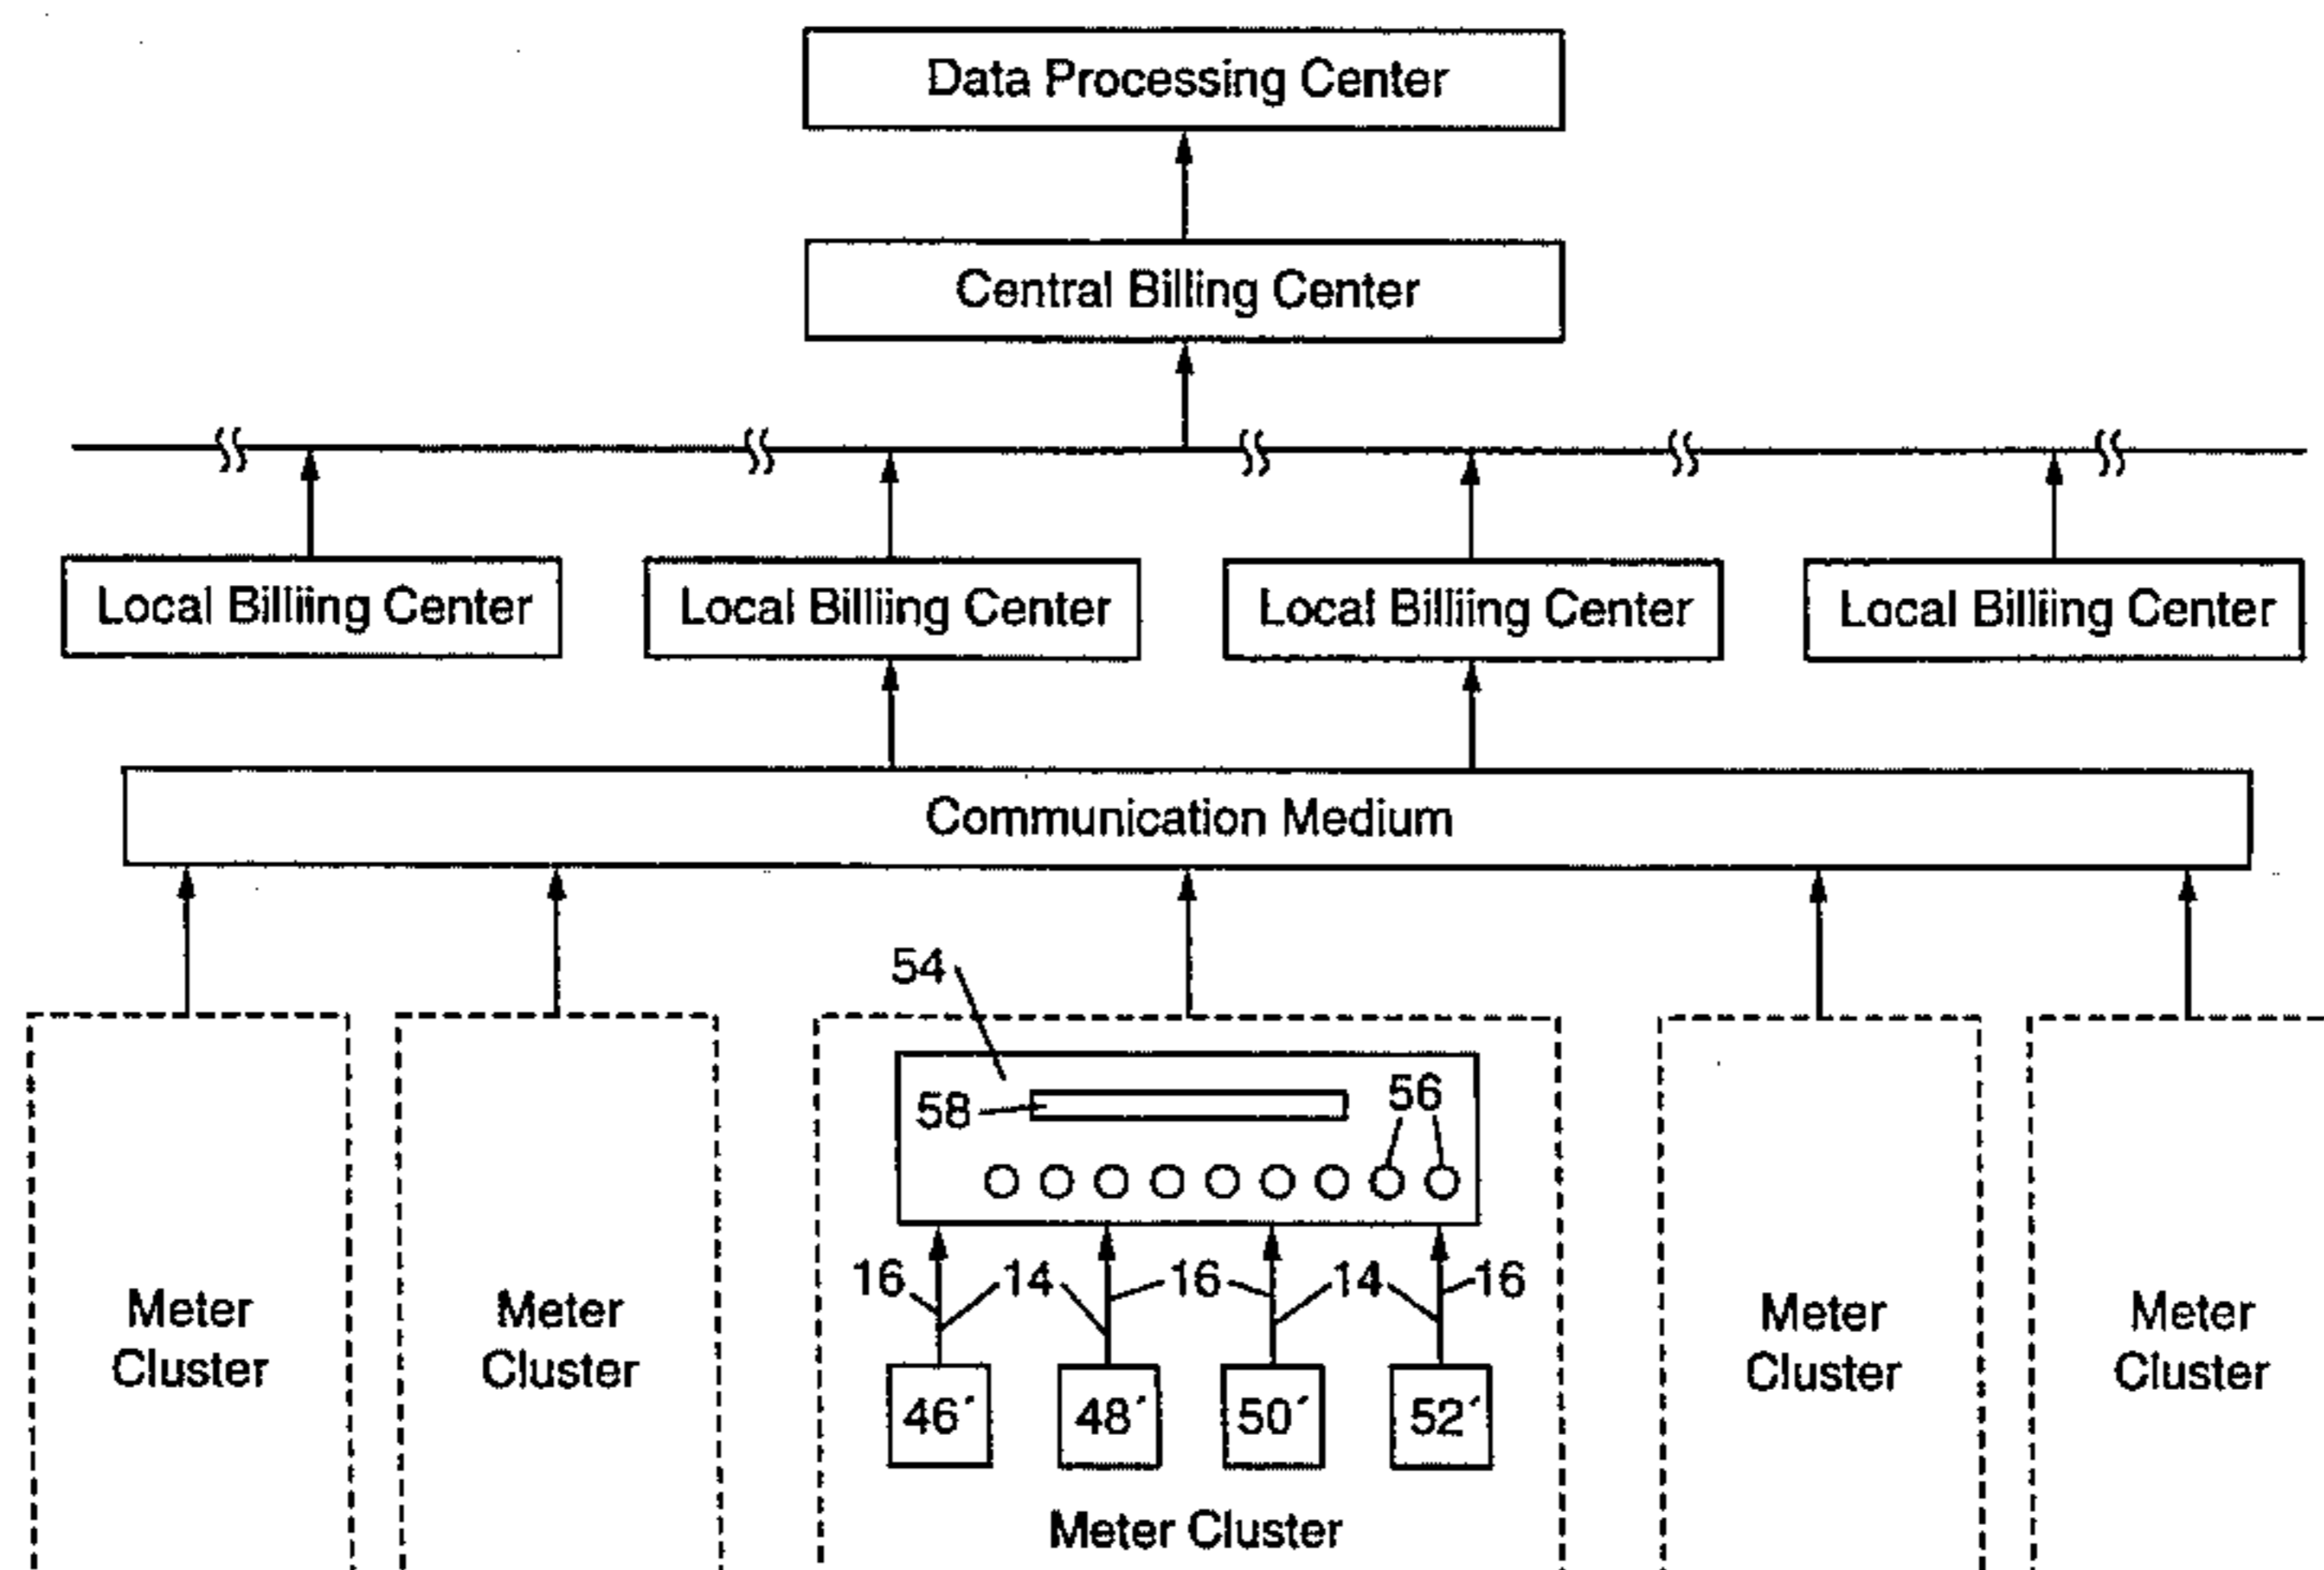 Data Processing Center
Central Billing Center
Local Billiing Center Local Billiing Center Local Billiing Center Local Billiing Center
Communication Medium
54
58 56
16 14 16 14 16
46´ 48´ 50´ 52´
Meter Cluster
Meter Cluster
Meter Cluster
Meter Cluster
Meter Cluster